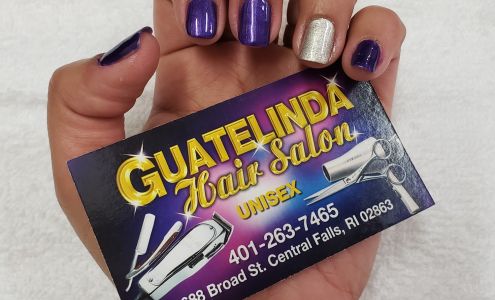 GUATELINDA
Hair Salon
UNISEX
401-263-7465
688 Broad St. Central Falls, RI 02863